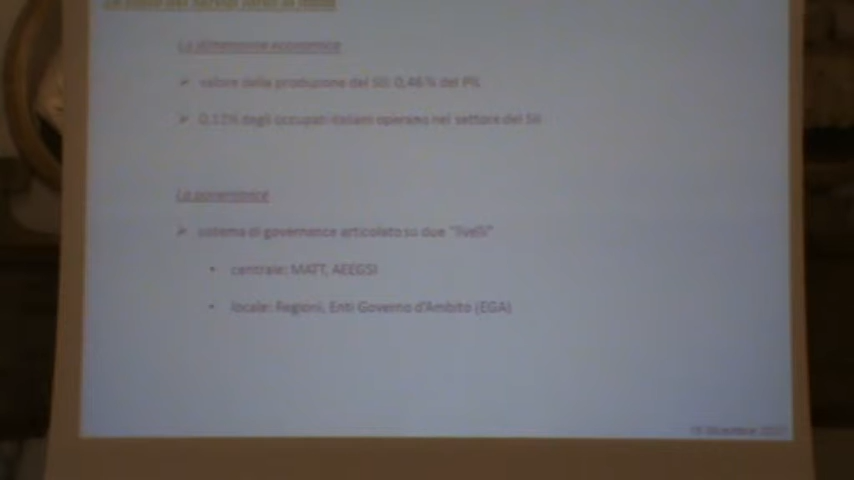 La dimensione economica
valore della produzione del SII: 0,46% del PIL
degli occupati italiani operano nel settore del SII
La governance
sistema di governance articolato su due "livelli"
centrale: MATT, AEEGSI
locale: Regioni, Enti Governo d'Ambito (EGA)